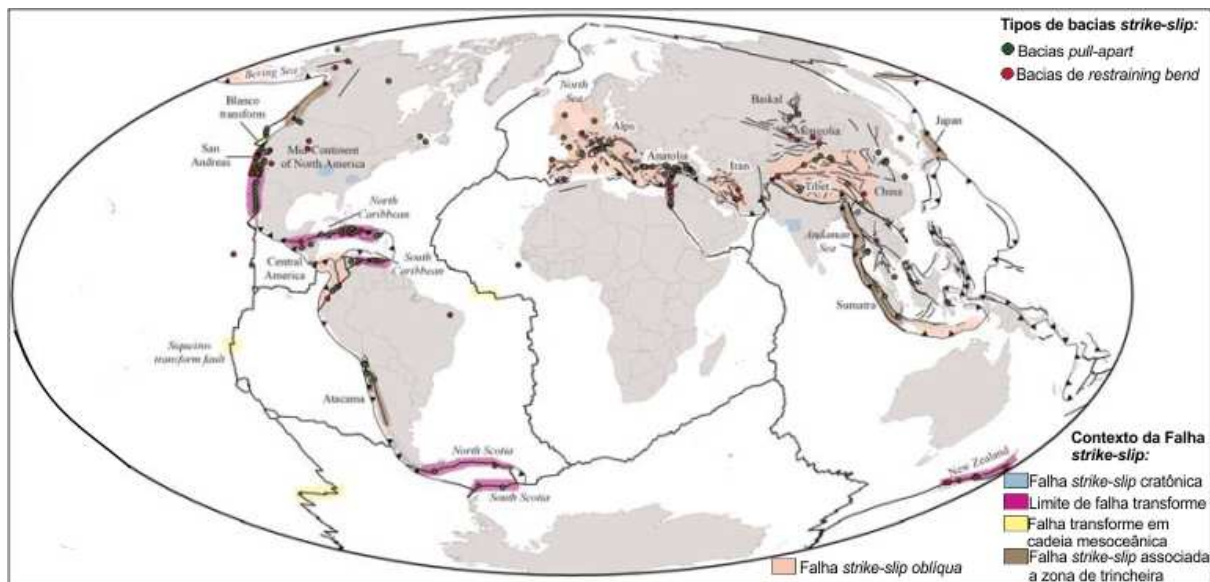 Tipos de bacias strike-slip:
Bacias pull-apart
Bacias de restraining bend
Bering Sea
Blanco
transform
San
Andreas
Mid-Continent
of North America
North
Caribbean
Central
America
South
Caribbean
Siqueiros
transform fault
Atacama
North Scotia
South Scotia
North
Sea
Alps
Anatolia
Iran
Baikal
Mongolia
Tibet
China
Japan
Andaman
Sea
Sumatra
New Zealand
Contexto da Falha
strike-slip:
Falha strike-slip cratônica
Limite de falha transforme
Falha transforme em
cadeia mesoceânica
Falha strike-slip associada
a zona de trincheira
Falha strike-slip oblíqua